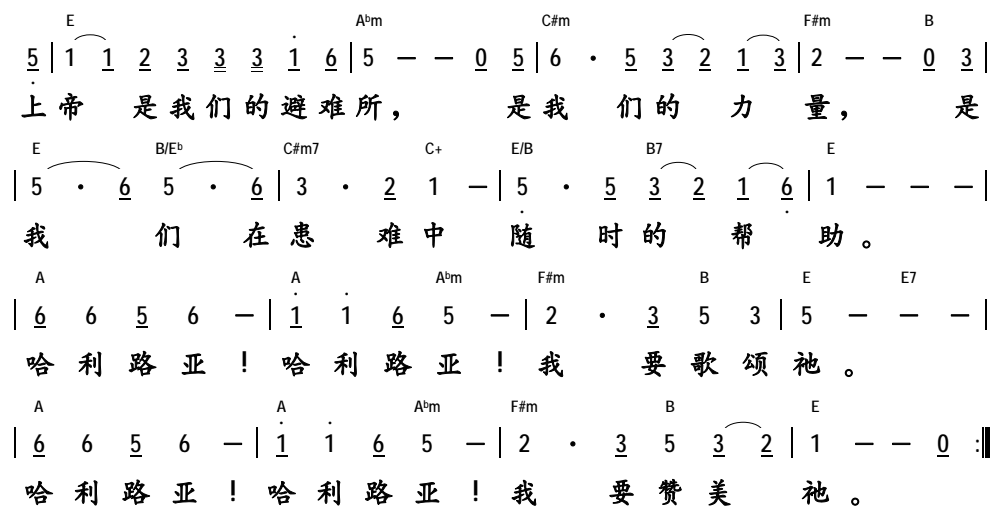 E A♭m C#m F#m B
5 | 1 1 2 3 3 3 1 6 | 5 — — 0 5 | 6 · 5 3 2 1 3 | 2 — — 0 3 |
上帝 是我们的避难所, 是我 们的 力 量, 是
E B/E♭ C#m7 C+ E/B B7 E
| 5 · 6 5 · 6 | 3 · 2 1 — | 5 · 5 3 2 1 6 | 1 — — — |
我 们 在患 难中 随 时的 帮 助。
A A A♭m F#m B E E7
| 6 6 5 6 — | 1 1 6 5 — | 2 · 3 5 3 | 5 — — — |
哈利路亚! 哈利路亚! 我 要歌颂祂。
A A A♭m F#m B E
| 6 6 5 6 — | 1 1 6 5 — | 2 · 3 5 3 2 | 1 — — 0 :|
哈利路亚! 哈利路亚! 我 要赞美 祂。